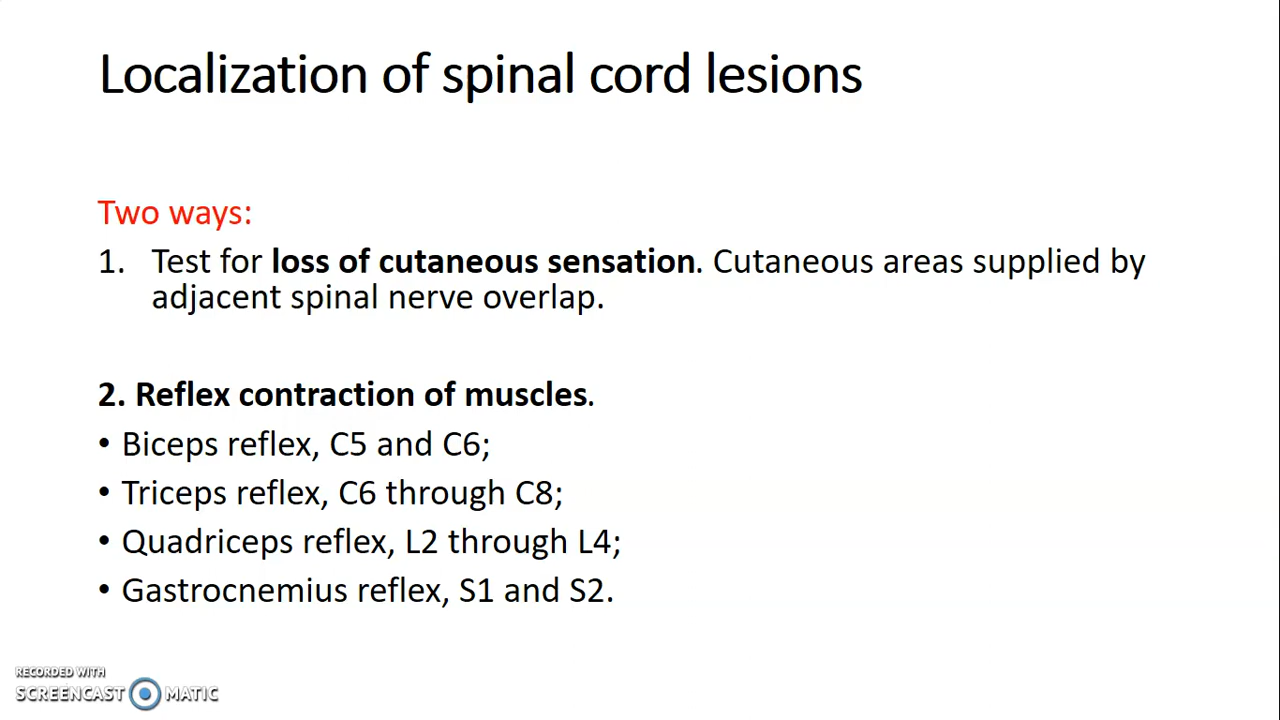 Localization of spinal cord lesions
Two ways:
1. Test for loss of cutaneous sensation. Cutaneous areas supplied by
adjacent spinal nerve overlap.
2. Reflex contraction of muscles.
• Biceps reflex, C5 and C6;
• Triceps reflex, C6 through C8;
• Quadriceps reflex, L2 through L4;
• Gastrocnemius reflex, S1 and S2.
RECORDED WITH
SCREENCAST MATIC